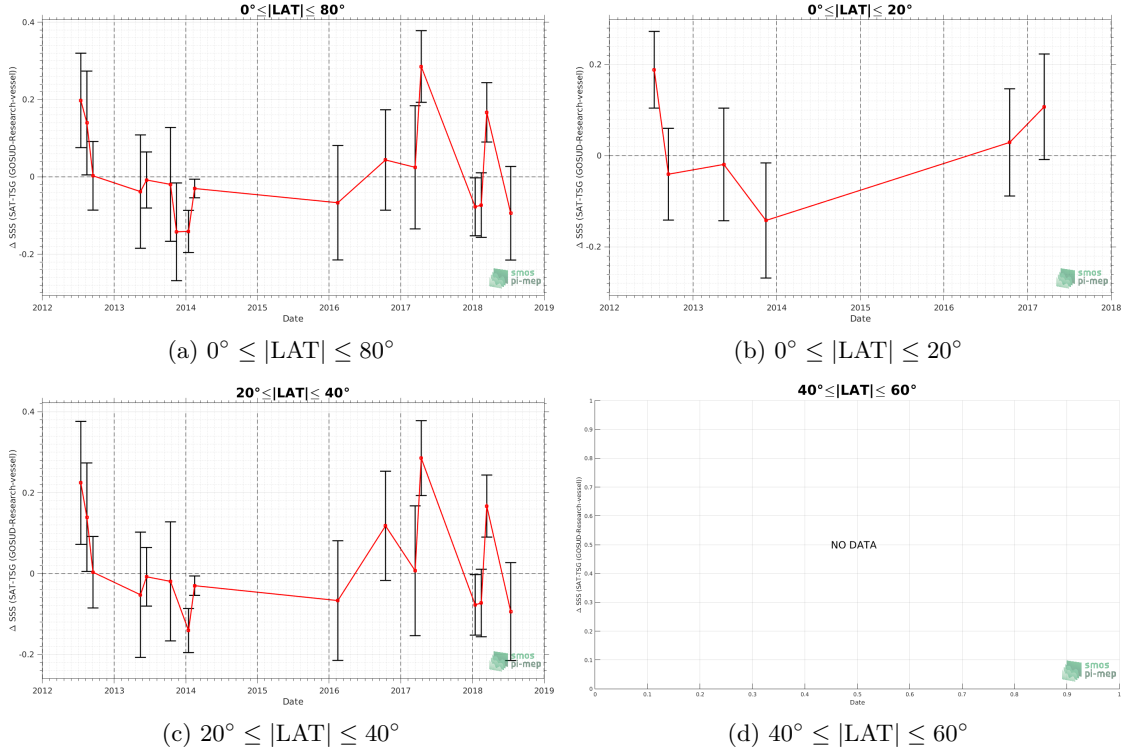 0°≤|LAT|≤ 80°
Δ SSS (SAT-TSG (GOSUD-Research-vessel))
0.4
0.2
0
-0.2
2012 2013 2014 2015 2016 2017 2018 2019
Date
smos
pi-mep
(a) 0° ≤ |LAT| ≤ 80°
0°≤|LAT|≤ 20°
Δ SSS (SAT-TSG (GOSUD-Research-vessel))
0.2
0
-0.2
2012 2013 2014 2015 2016 2017 2018
Date
smos
pi-mep
(b) 0° ≤ |LAT| ≤ 20°
20°≤|LAT|≤ 40°
Δ SSS (SAT-TSG (GOSUD-Research-vessel))
0.4
0.2
0
-0.2
2012 2013 2014 2015 2016 2017 2018 2019
Date
smos
pi-mep
(c) 20° ≤ |LAT| ≤ 40°
40°≤|LAT|≤ 60°
Δ SSS (SAT-TSG (GOSUD-Research-vessel))
1
0.9
0.8
0.7
0.6
0.5
0.4
0.3
0.2
0.1
0
NO DATA
0 0.1 0.2 0.3 0.4 0.5 0.6 0.7 0.8 0.9 1
Date
smos
pi-mep
(d) 40° ≤ |LAT| ≤ 60°